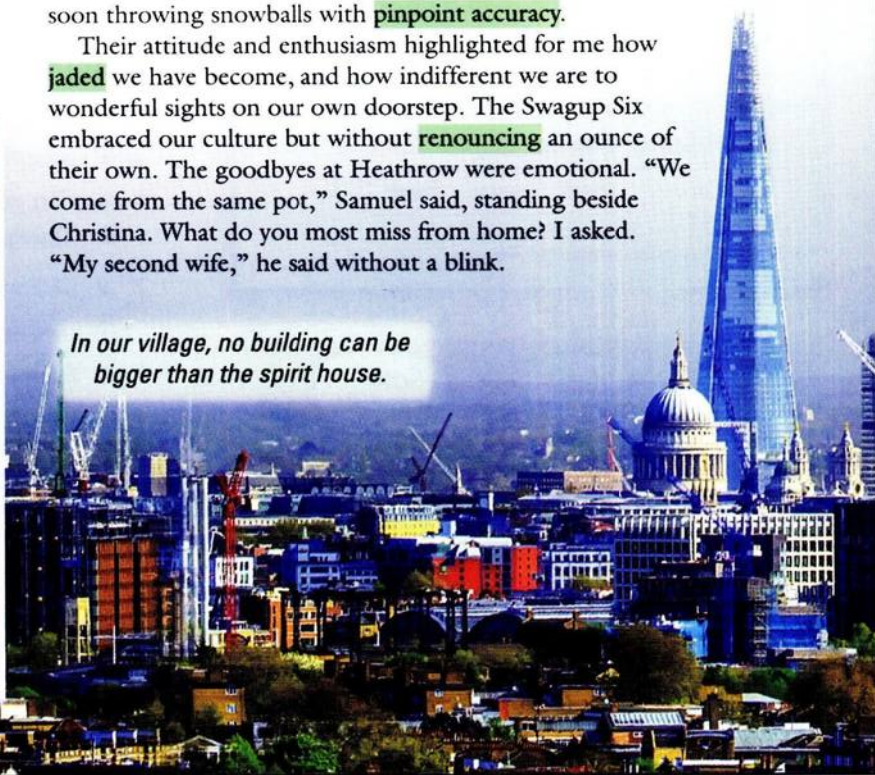 soon throwing snowballs with pinpoint accuracy.
Their attitude and enthusiasm highlighted for me how
jaded we have become, and how indifferent we are to
wonderful sights on our own doorstep. The Swagup Six
embraced our culture but without renouncing an ounce of
their own. The goodbyes at Heathrow were emotional. “We
come from the same pot,” Samuel said, standing beside
Christina. What do you most miss from home? I asked.
“My second wife,” he said without a blink.
In our village, no building can be
bigger than the spirit house.